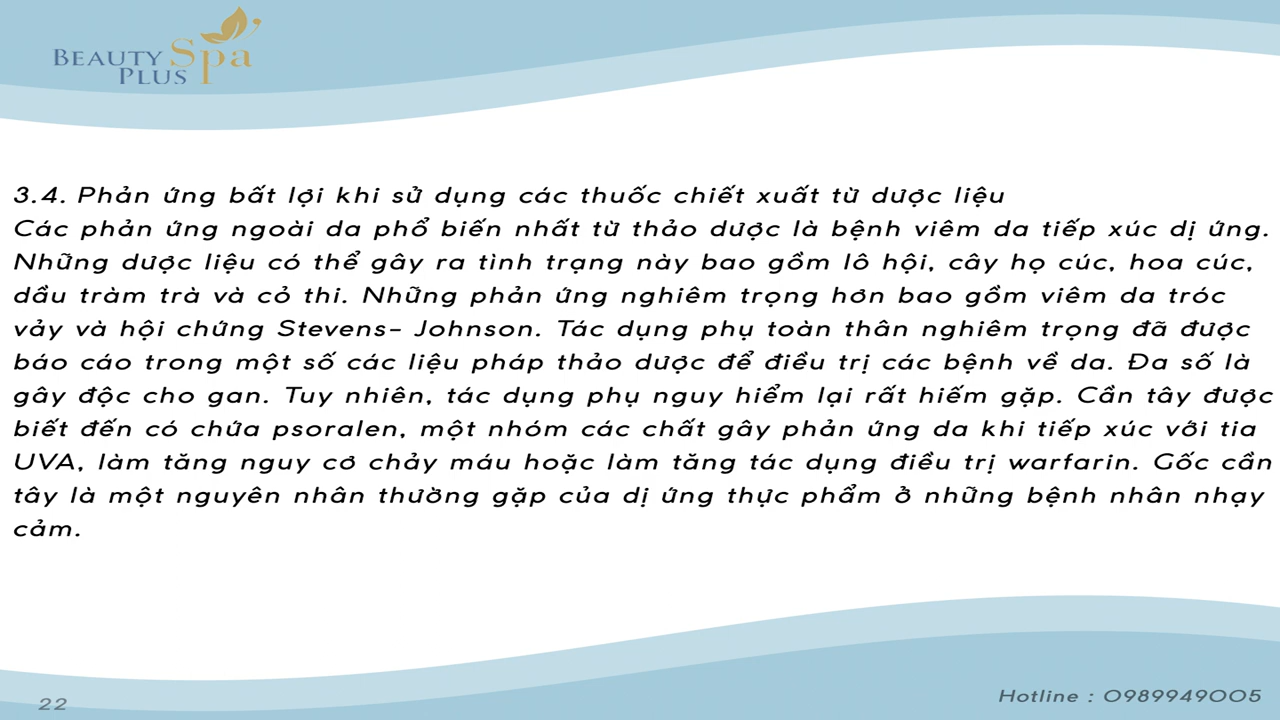 BEAUTY Spa
PLUS
3.4. Phản ứng bất lợi khi sử dụng các thuốc chiết xuất từ dược liệu
Các phản ứng ngoài da phổ biến nhất từ thảo dược là bệnh viêm da tiếp xúc dị ứng.
Những dược liệu có thể gây ra tình trạng này bao gồm lô hội, cây họ cúc, hoa cúc,
dầu tràm trà và cỏ thi. Những phản ứng nghiêm trọng hơn bao gồm viêm da tróc
vảy và hội chứng Stevens– Johnson. Tác dụng phụ toàn thân nghiêm trọng đã được
báo cáo trong một số các liệu pháp thảo dược để điều trị các bệnh về da. Đa số là
gây độc cho gan. Tuy nhiên, tác dụng phụ nguy hiểm lại rất hiếm gặp. Cần tây được
biết đến có chứa psoralen, một nhóm các chất gây phản ứng da khi tiếp xúc với tia
UVA, làm tăng nguy cơ chảy máu hoặc làm tăng tác dụng điều trị warfarin. Gốc cần
tây là một nguyên nhân thường gặp của dị ứng thực phẩm ở những bệnh nhân nhạy
cảm.
22
Hotline : 0989949005